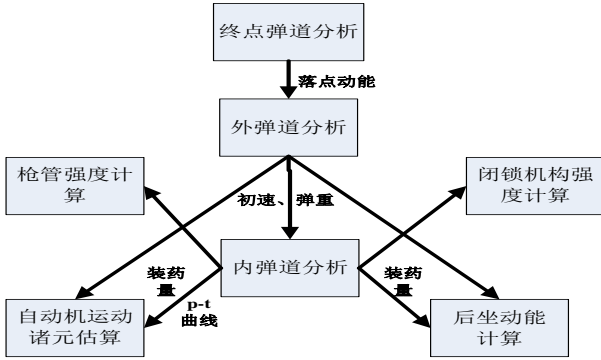 终点弹道分析
落点动能
外弹道分析
枪管强度计
算
闭锁机构强
度计算
初速、弹重
内弹道分析
装药
量
装药
量
p-t
曲线
自动机运动
诸元估算
后坐动能
计算